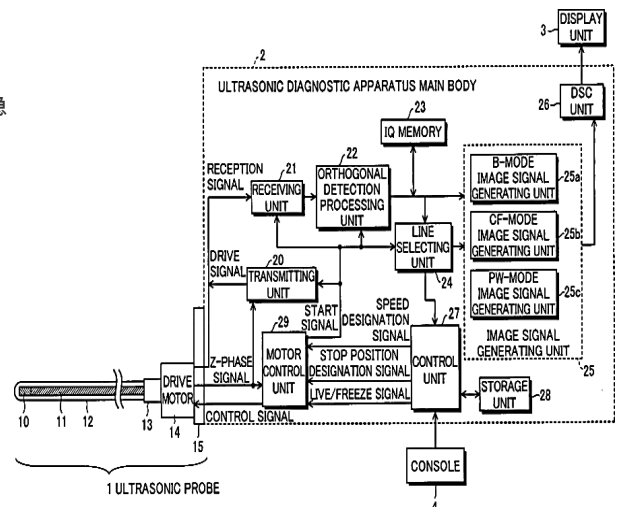 DISPLAY
UNIT
3
2
ULTRASONIC DIAGNOSTIC APPARATUS MAIN BODY
DSC
UNIT
26
23
IQ MEMORY
22
ORTHOGONAL
DETECTION
PROCESSING
UNIT
21
RECEIVING
UNIT
RECEPTION
SIGNAL
B-MODE
IMAGE SIGNAL
GENERATING UNIT
25a
CF-MODE
IMAGE SIGNAL
GENERATING UNIT
25b
PW-MODE
IMAGE SIGNAL
GENERATING UNIT
25c
IMAGE SIGNAL
GENERATING UNIT
25
LINE
SELECTING
UNIT
24
DRIVE
SIGNAL
20
TRANSMITTING
UNIT
START
SIGNAL
SPEED
DESIGNATION
SIGNAL
27
CONTROL
UNIT
29
MOTOR
CONTROL
UNIT
STOP POSITION
DESIGNATION SIGNAL
LIVE/FREEZE SIGNAL
Z-PHASE
SIGNAL
STORAGE
UNIT
28
DRIVE
MOTOR
CONTROL SIGNAL
10
11
12
13
14
15
CONSOLE
4
1 ULTRASONIC PROBE